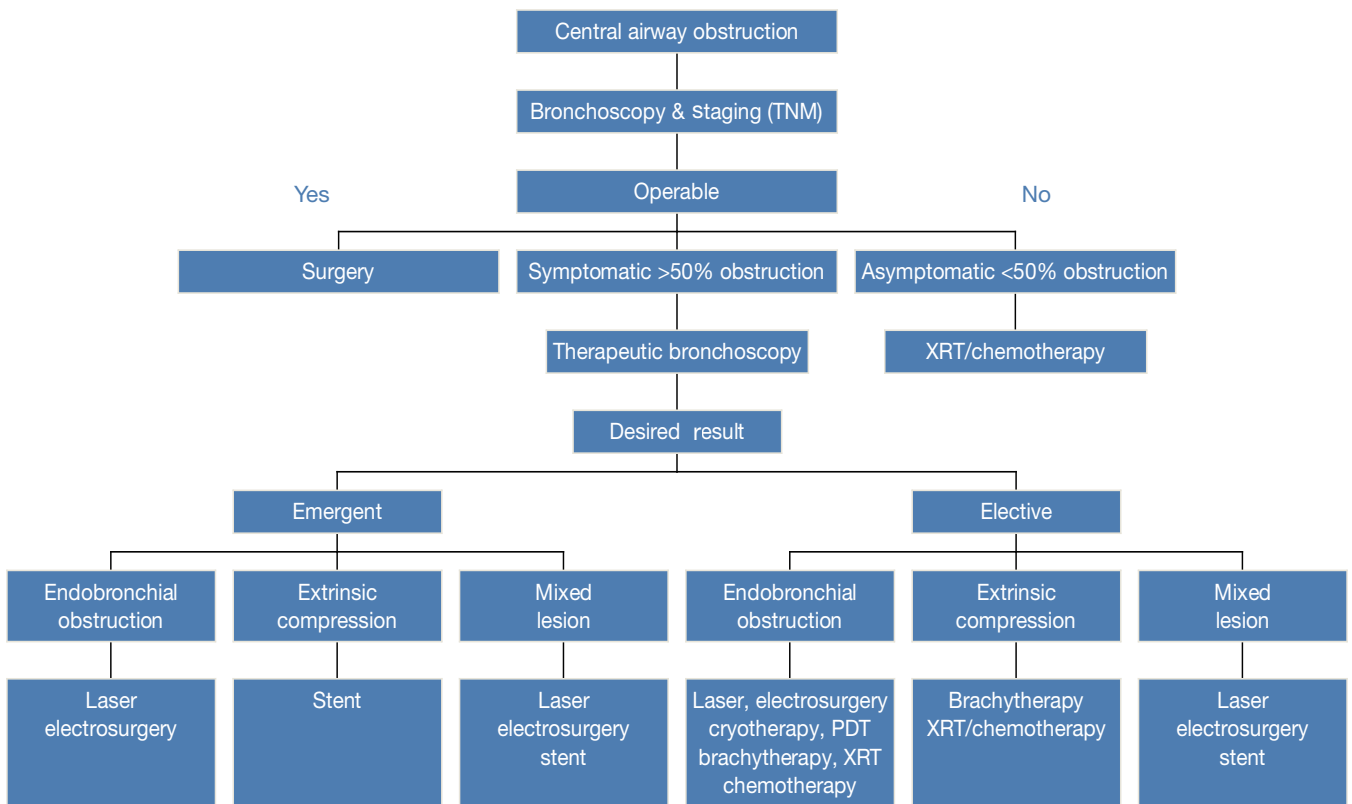 Central airway obstruction
Bronchoscopy & staging (TNM)
Yes
Operable
No
Surgery
Symptomatic >50% obstruction
Asymptomatic <50% obstruction
Therapeutic bronchoscopy
XRT/chemotherapy
Desired result
Emergent
Elective
Endobronchial
obstruction
Extrinsic
compression
Mixed
lesion
Endobronchial
obstruction
Extrinsic
compression
Mixed
lesion
Laser
electrosurgery
Stent
Laser
electrosurgery
stent
Laser, electrosurgery
cryotherapy, PDT
brachytherapy, XRT
chemotherapy
Brachytherapy
XRT/chemotherapy
Laser
electrosurgery
stent